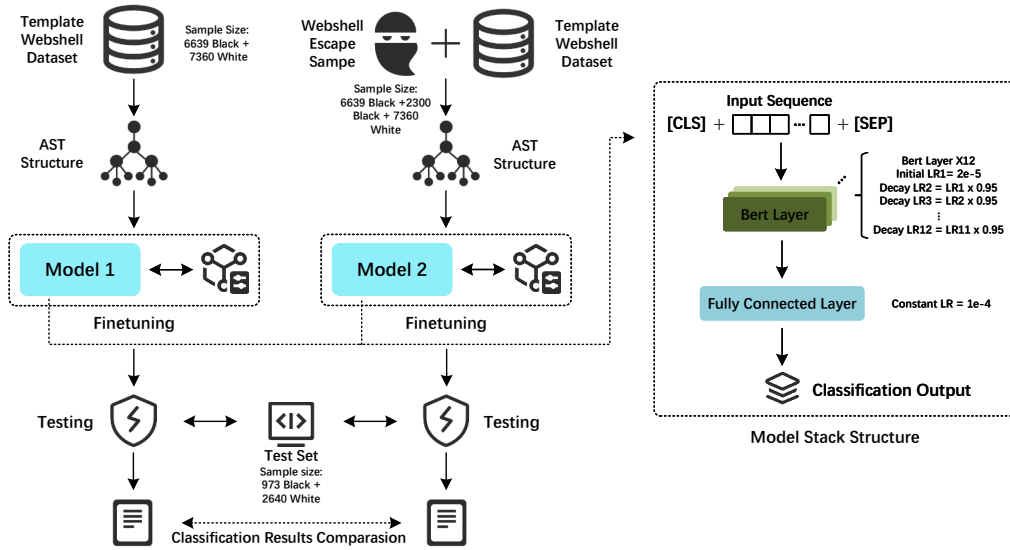 Template
Webshell
Dataset
Sample Size:
6639 Black +
7360 White
Webshell
Escape
Sampe
Template
Webshell
Dataset
Sample Size:
6639 Black +2300
Black + 7360
White
AST
Structure
AST
Structure
Model 1
Finetuning
Model 2
Finetuning
Testing
Testing
</>
Test Set
Sample size:
973 Black +
2640 White
Classification Results Comparasion
Input Sequence
[CLS] + ··· + [SEP]
Bert Layer
Bert Layer X12
Initial LR1= 2e-5
Decay LR2 = LR1 x 0.95
Decay LR3 = LR2 x 0.95
⋮
Decay LR12 = LR11 x 0.95
Fully Connected Layer
Constant LR = 1e-4
Classification Output
Model Stack Structure